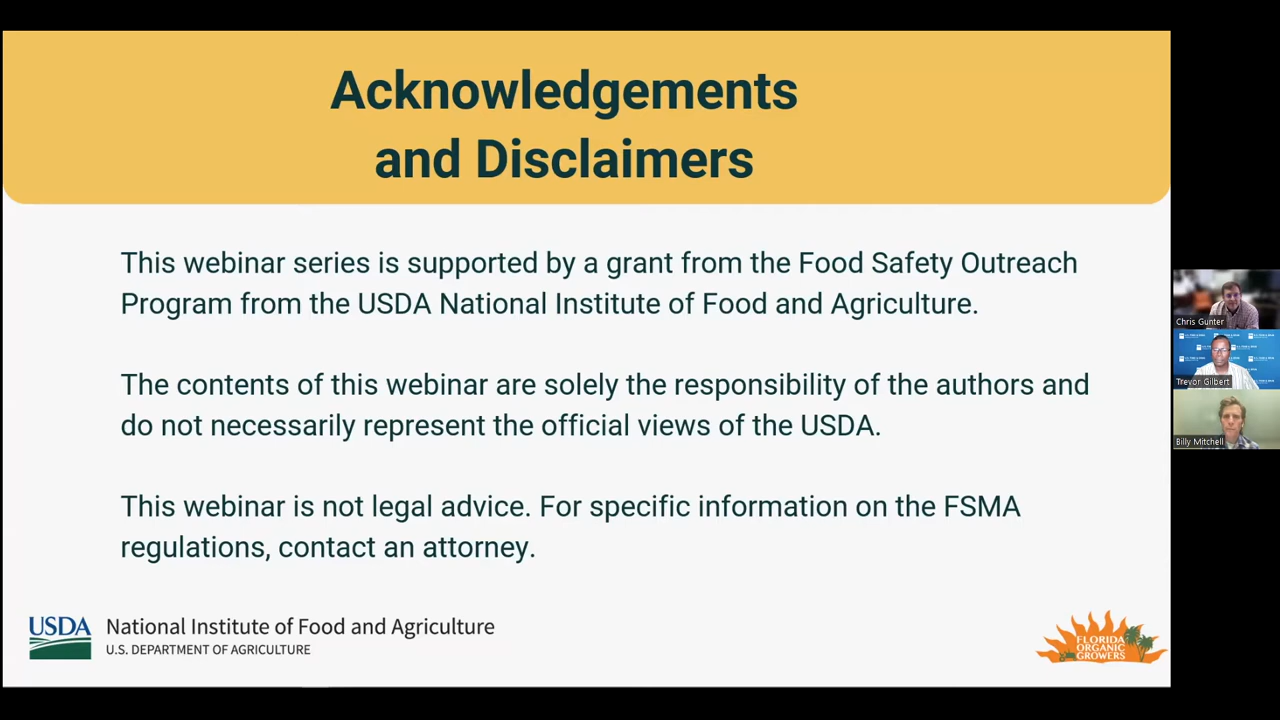 Acknowledgements
and Disclaimers
This webinar series is supported by a grant from the Food Safety Outreach
Program from the USDA National Institute of Food and Agriculture.
The contents of this webinar are solely the responsibility of the authors and
do not necessarily represent the official views of the USDA.
This webinar is not legal advice. For specific information on the FSMA
regulations, contact an attorney.
USDA
National Institute of Food and Agriculture
U.S. DEPARTMENT OF AGRICULTURE
FLORIDA
ORGANIC
GROWERS
Chris Gunter
Trevor Gilbert
Billy Mitchell